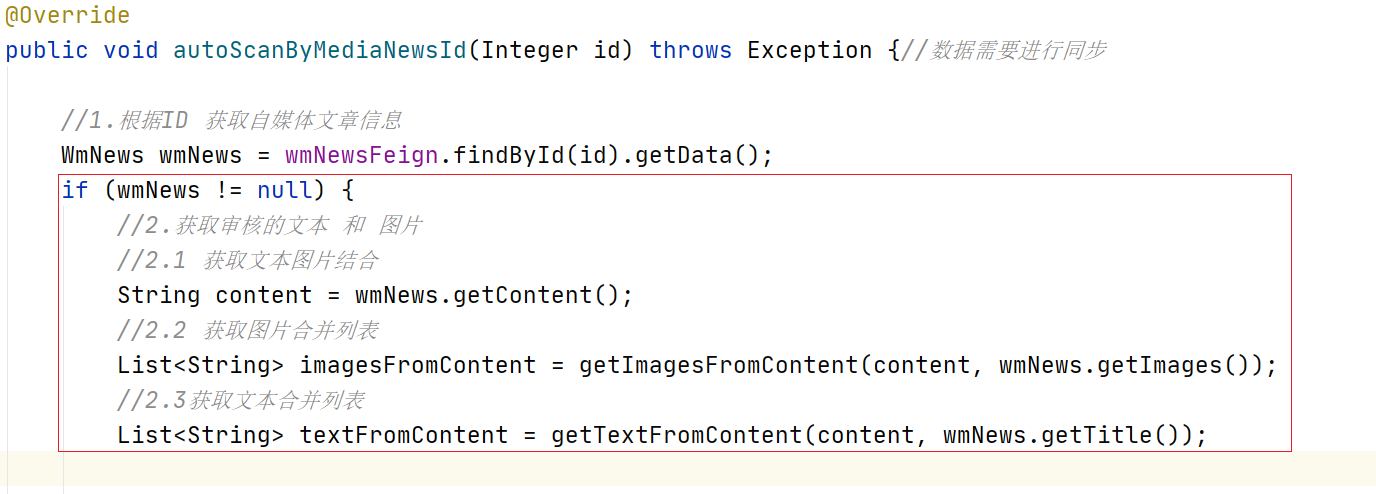 @Override
public void autoScanByMediaNewsId(Integer id) throws Exception {//数据需要进行同步
//1.根据ID 获取自媒体文章信息
WmNews wmNews = wmNewsFeign.findById(id).getData();
if (wmNews != null) {
//2.获取审核的文本 和 图片
//2.1 获取文本图片结合
String content = wmNews.getContent();
//2.2 获取图片合并列表
List<String> imagesFromContent = getImagesFromContent(content, wmNews.getImages());
//2.3获取文本合并列表
List<String> textFromContent = getTextFromContent(content, wmNews.getTitle());